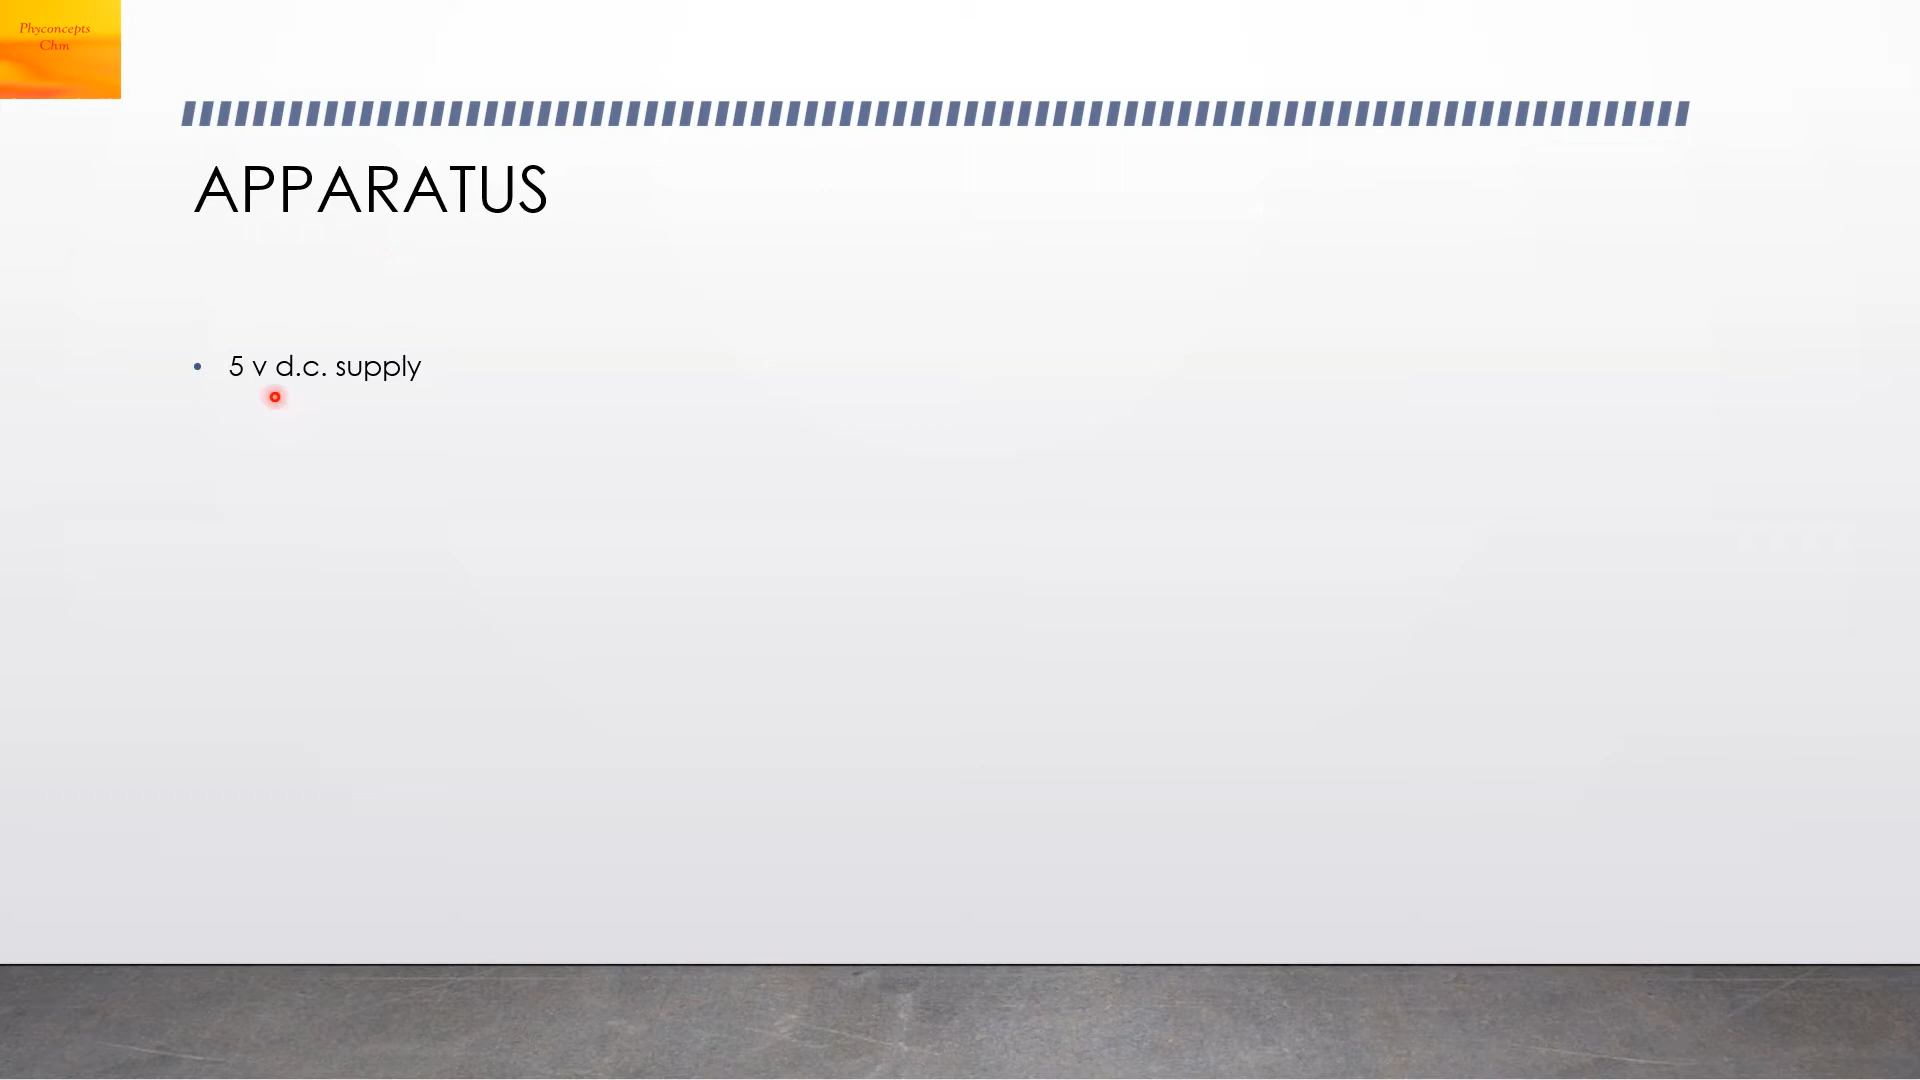 Phyconcepts
Chm
APPARATUS
• 5 v d.c. supply